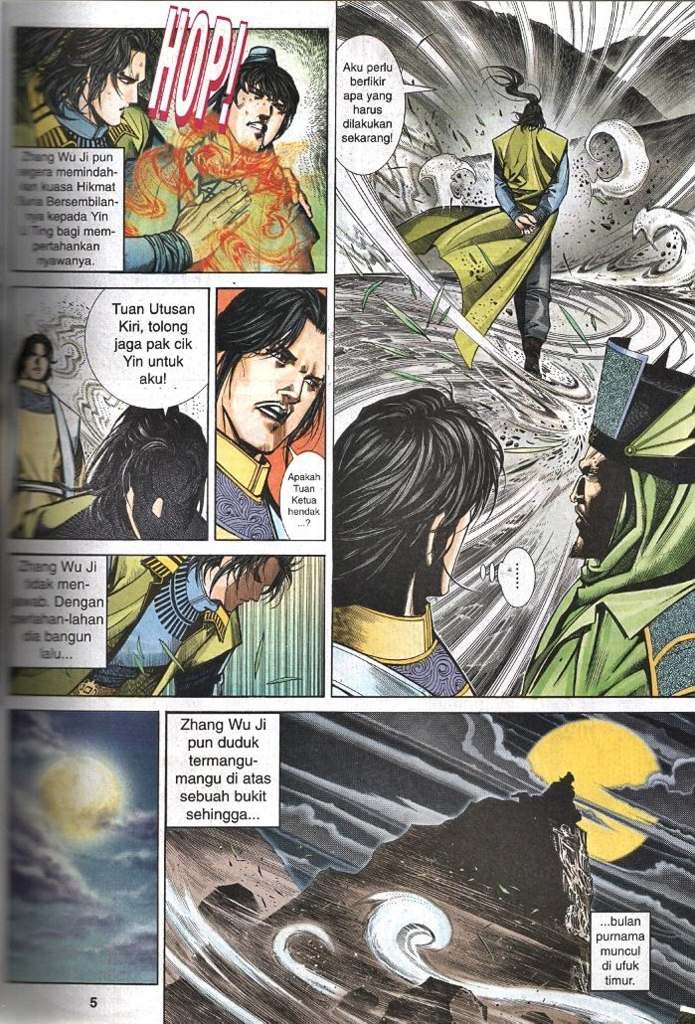 HOP!
Zhang Wu Ji pun
segera memindah-
kan kuasa Hikmat
Suria Bersembilan-
nya kepada Yin
Li Ting bagi mem-
pertahankan
nyawanya.
Tuan Utusan
Kiri, tolong
jaga pak cik
Yin untuk
aku!
Apakah
Tuan
Ketua
hendak
...?
Zhang Wu Ji
tidak men-
jawab. Dengan
perlahan-lahan
dia bangun
lalu...
Aku perlu
berfikir
apa yang
harus
dilakukan
sekarang!
....
Zhang Wu Ji
pun duduk
termangu-
mangu di atas
sebuah bukit
sehingga...
...bulan
purnama
muncul
di ufuk
timur.
5